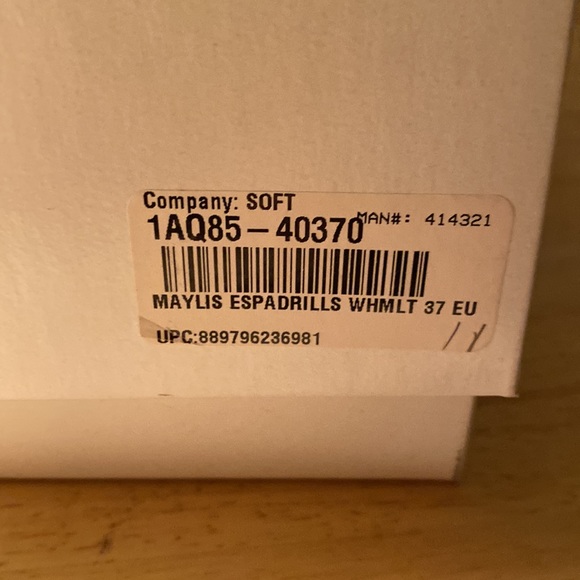 Company: SOFT
1AQ85-40370 MAN#: 414321
MAYLIS ESPADRILLS WHMLT 37 EU
UPC:889796236981